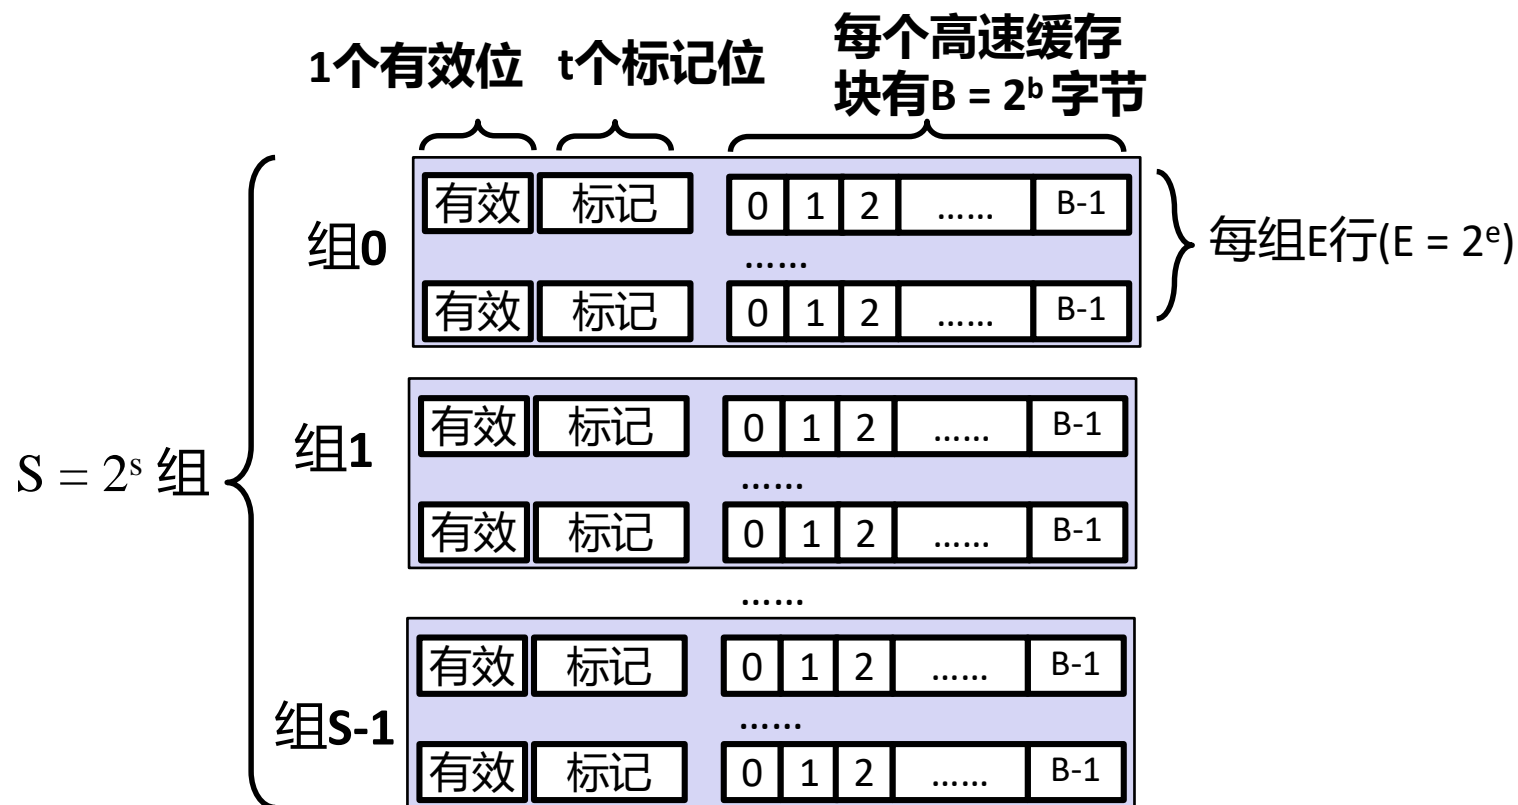 1个有效位 t个标记位 每个高速缓存
块有B = 2ᵇ 字节
组0
有效 标记 0 1 2 …… B-1
……
有效 标记 0 1 2 …… B-1
每组E行(E = 2ᵉ)
组1
有效 标记 0 1 2 …… B-1
……
有效 标记 0 1 2 …… B-1
S = 2ˢ 组
……
组S-1
有效 标记 0 1 2 …… B-1
……
有效 标记 0 1 2 …… B-1